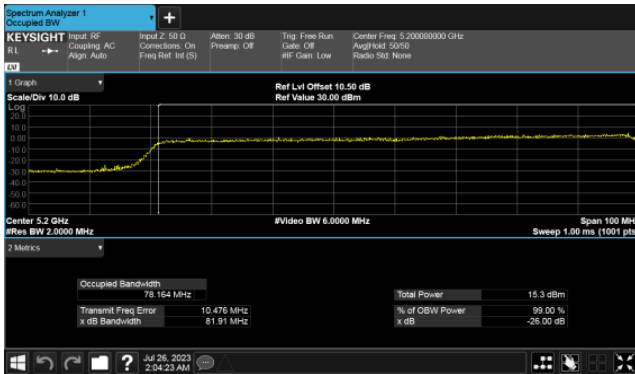 Spectrum Analyzer 1
Occupied BW
+
KEYSIGHT Input: RF Input Z: 50 Ω Atten: 30 dB Trig: Free Run Center Freq: 5.200000000 GHz
RL Coupling: AC Corrections: On Preamp: Off Gate: Off Avg|Hold: 50/50
Align: Auto Freq Ref: Int (S) #IF Gain: Low Radio Std: None
LXI
1 Graph
Ref Lvl Offset 10.50 dB
Scale/Div 10.0 dB Ref Value 30.00 dBm
Log
20.0
10.0
0.00
-10.0
-20.0
-30.0
-40.0
-50.0
-60.0
Center 5.2 GHz #Video BW 6.0000 MHz Span 100 MH
#Res BW 2.0000 MHz Sweep 1.00 ms (1001 pts
2 Metrics
Occupied Bandwidth
78.164 MHz Total Power 15.3 dBm
Transmit Freq Error 10.476 MHz % of OBW Power 99.00 %
x dB Bandwidth 81.91 MHz x dB -26.00 dB
? Jul 26, 2023
2:04:23 AM